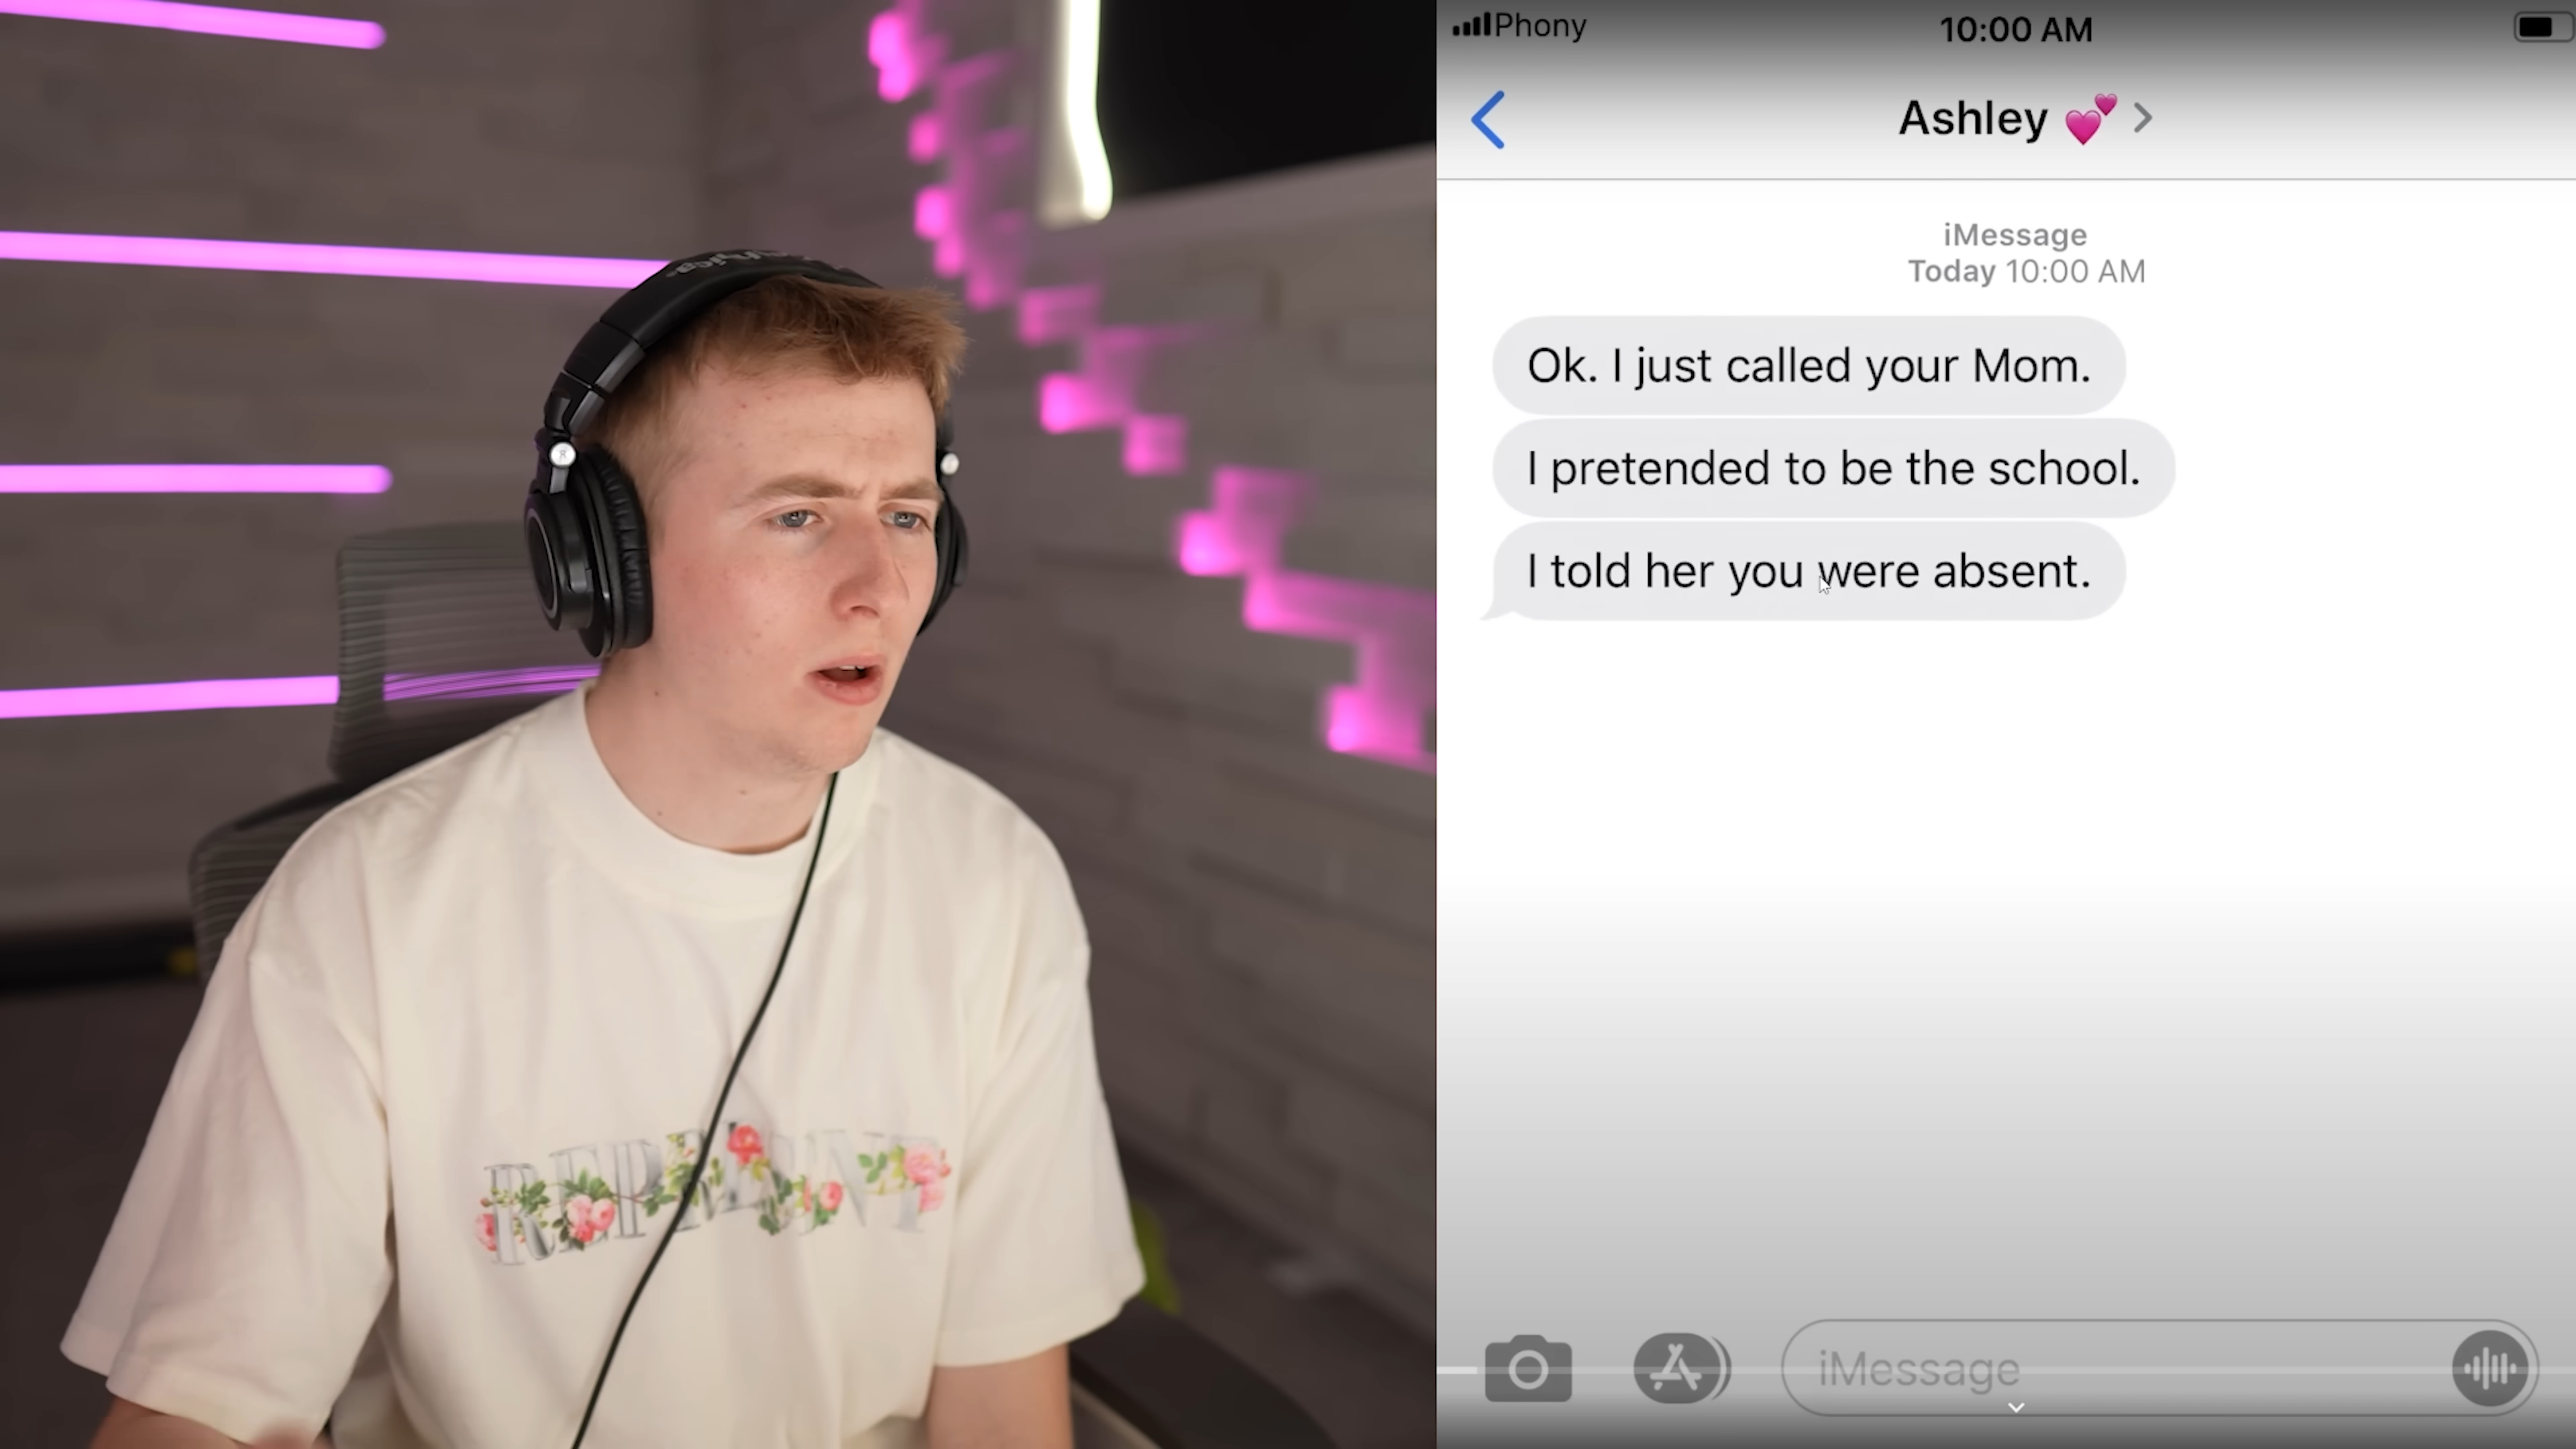 REPRESENT
Phony
10:00 AM
Ashley 💕
iMessage
Today 10:00 AM
Ok. I just called your Mom.
I pretended to be the school.
I told her you were absent.
iMessage